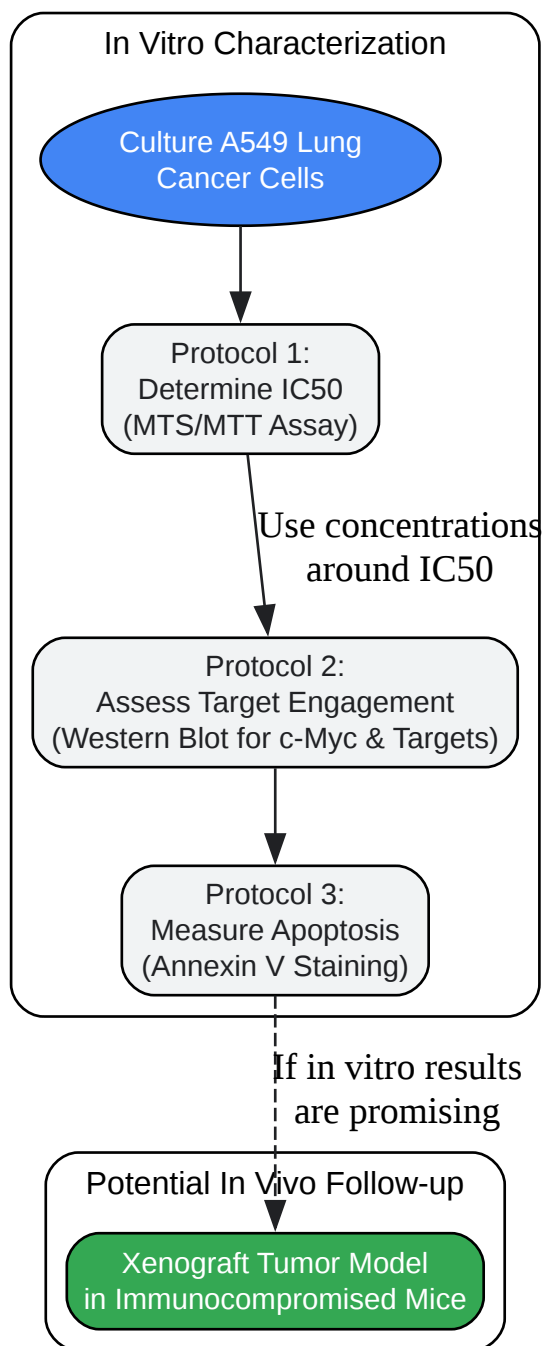 In Vitro Characterization
Culture A549 Lung
Cancer Cells
Protocol 1:
Determine IC50
(MTS/MTT Assay)
Use concentrations
around IC50
Protocol 2:
Assess Target Engagement
(Western Blot for c-Myc & Targets)
Protocol 3:
Measure Apoptosis
(Annexin V Staining)
If in vitro results
are promising
Potential In Vivo Follow-up
Xenograft Tumor Model
in Immunocompromised Mice